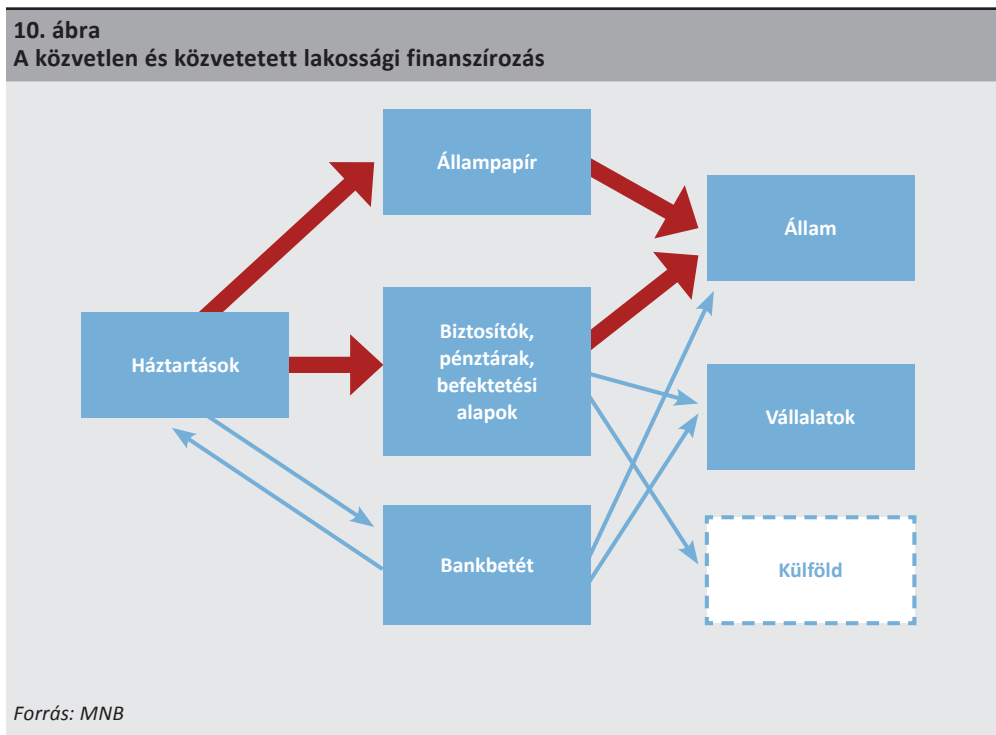 10. ábra
A közvetlen és közvetetett lakossági finanszírozás
Állampapír
Állam
Háztartások
Biztosítók,
pénztárak,
befektetési
alapok
Vállalatok
Bankbetét
Külföld
Forrás: MNB